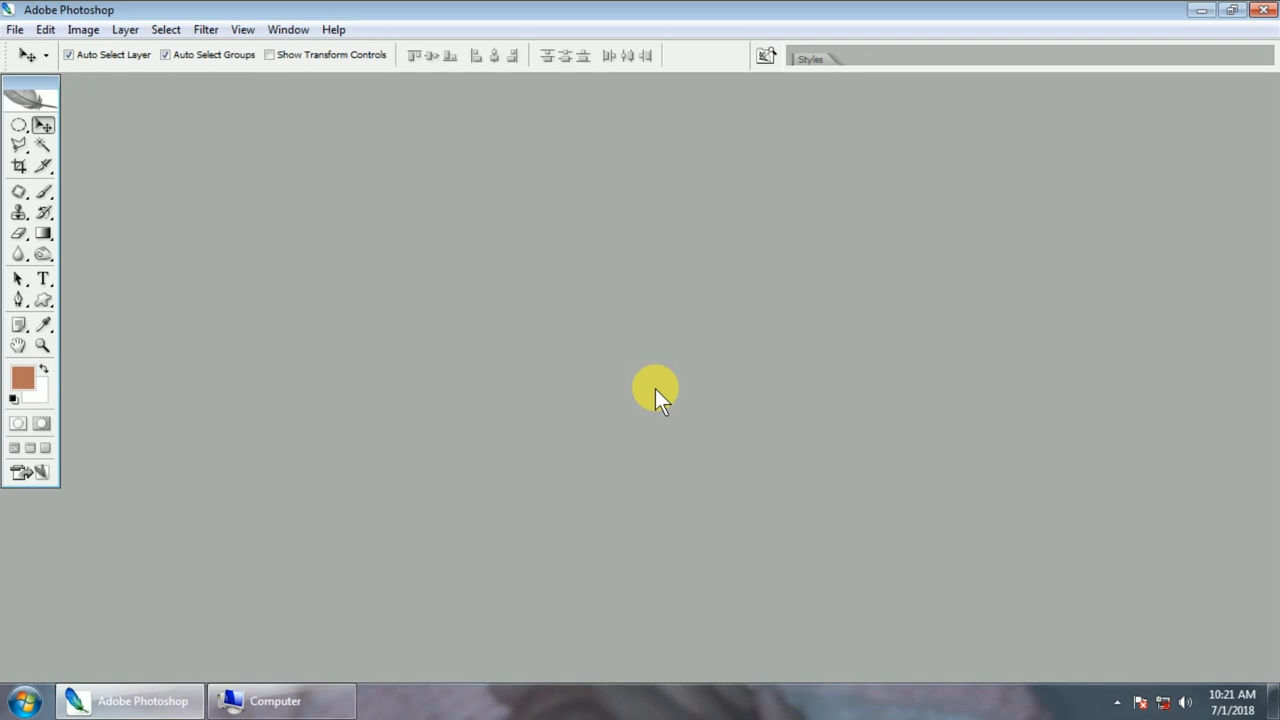 Adobe Photoshop
File Edit Image Layer Select Filter View Window Help
Auto Select Layer Auto Select Groups Show Transform Controls Styles
T
Adobe Photoshop Computer 10:21 AM
7/1/2018